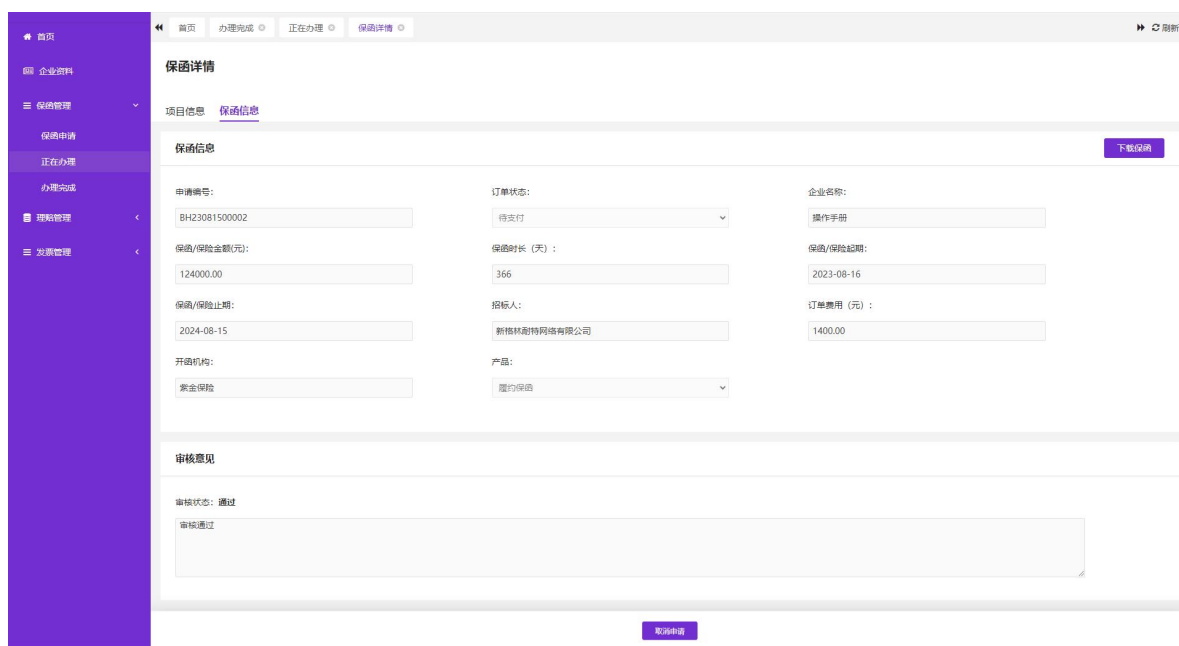 首页
企业资料
保函管理
保函申请
正在办理
办理完成
理赔管理
发票管理
首页 办理完成 正在办理 保函详情 刷新
保函详情
项目信息 保函信息
保函信息 下载保函
申请编号: 订单状态: 企业名称:
BH23081500002 待支付 操作手册
保函/保险金额(元): 保函时长（天）: 保函/保险起期:
124000.00 366 2023-08-16
保函/保险止期: 招标人: 订单费用（元）:
2024-08-15 新格林耐特网络有限公司 1400.00
开函机构: 产品:
紫金保险 履约保函
审核意见
审核状态: 通过
审核通过
取消申请